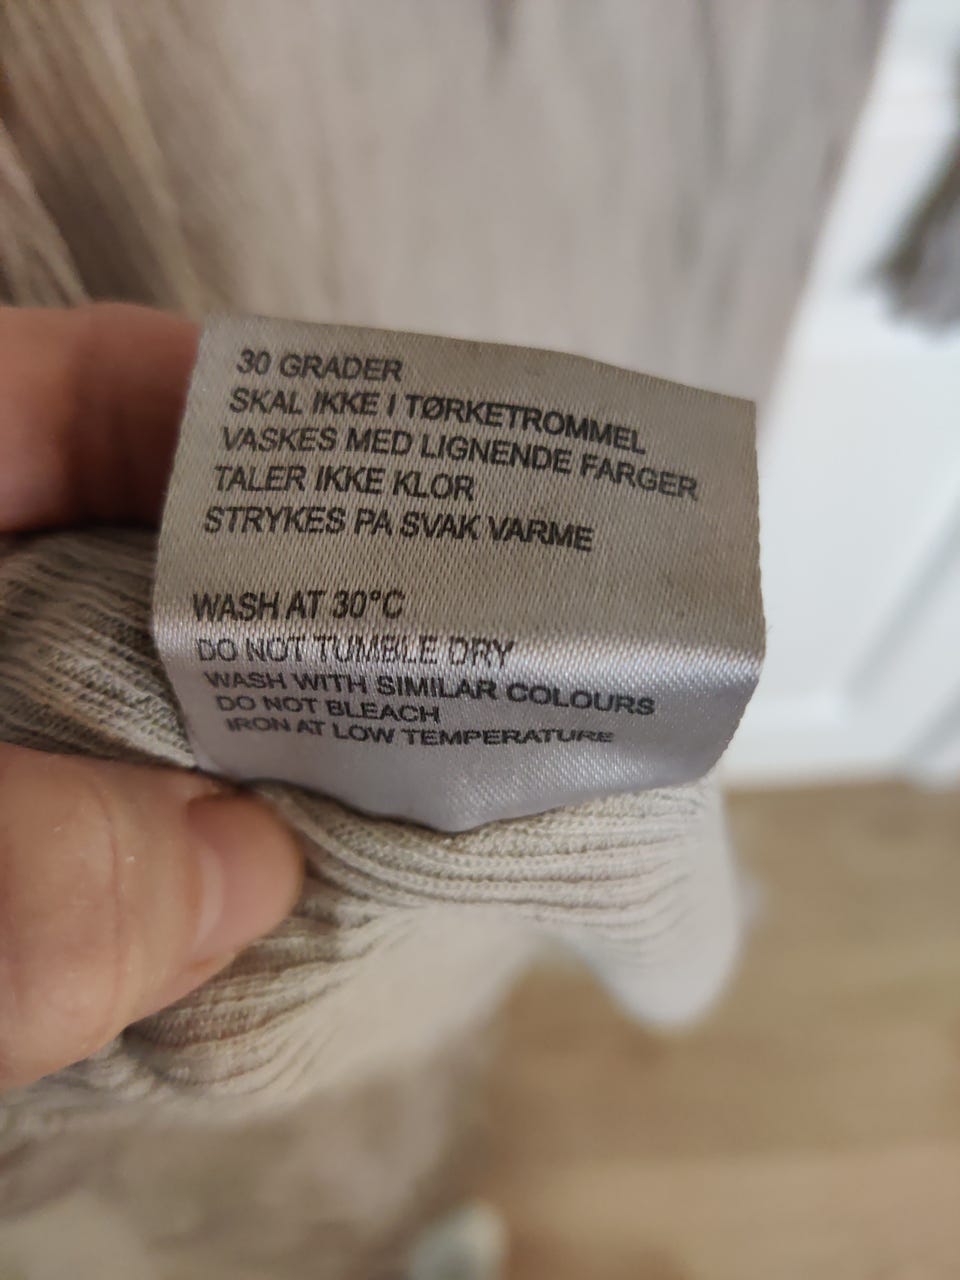 30 GRADER
SKAL IKKE I TØRKETROMMEL
VASKES MED LIGNENDE FARGER
TALER IKKE KLOR
STRYKES PA SVAK VARME
WASH AT 30°C
DO NOT TUMBLE DRY
WASH WITH SIMILAR COLOURS
DO NOT BLEACH
IRON AT LOW TEMPERATURE